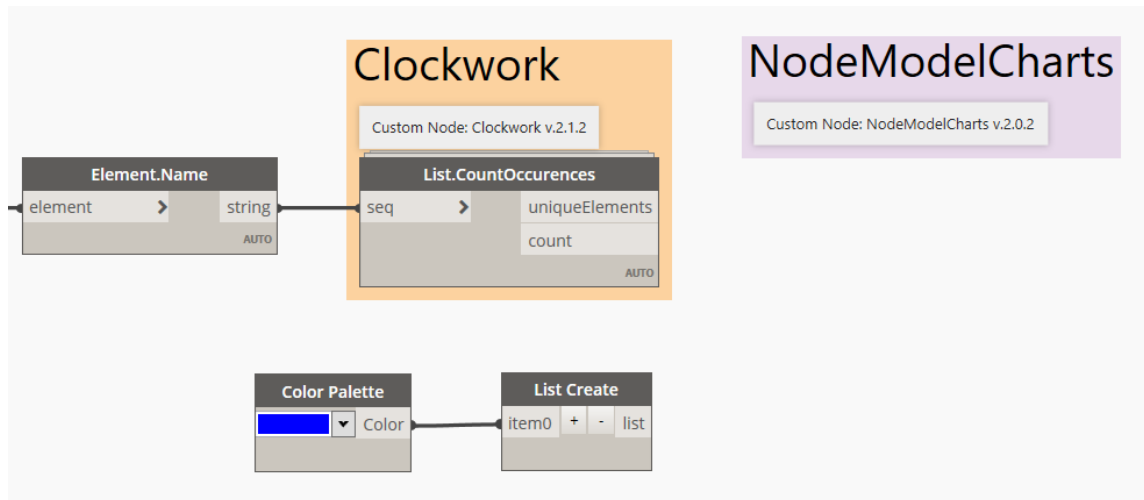 Clockwork
NodeModelCharts
Custom Node: Clockwork v.2.1.2
Custom Node: NodeModelCharts v.2.0.2
Element.Name
List.CountOccurences
element > string
seq > uniqueElements
AUTO
count
AUTO
Color Palette
List Create
Color
item0 + - list